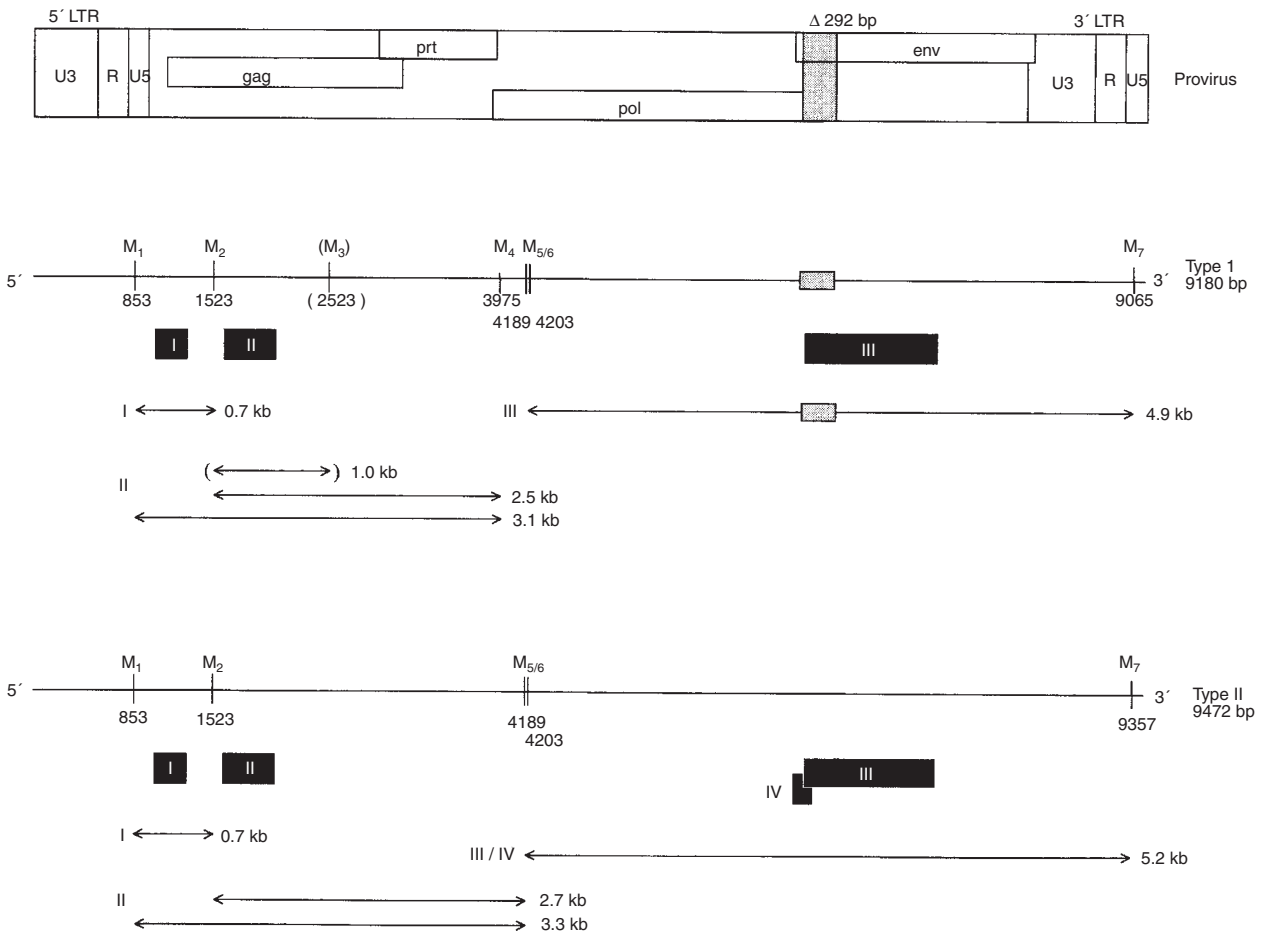 5´ LTR Δ 292 bp 3´ LTR
prt env
U3 R U5 gag U3 R U5 Provirus
pol
M1 M2 (M3) M4 M5/6 M7
5´ 3´ Type 1
9180 bp
853 1523 ( 2523 ) 3975 9065
4189 4203
I II III
I 0.7 kb III 4.9 kb
( ) 1.0 kb
II
2.5 kb
3.1 kb
M1 M2 M5/6 M7
5´ 3´ Type II
9472 bp
853 1523 4189 9357
4203
I II III
IV
I 0.7 kb III / IV 5.2 kb
II 2.7 kb
3.3 kb